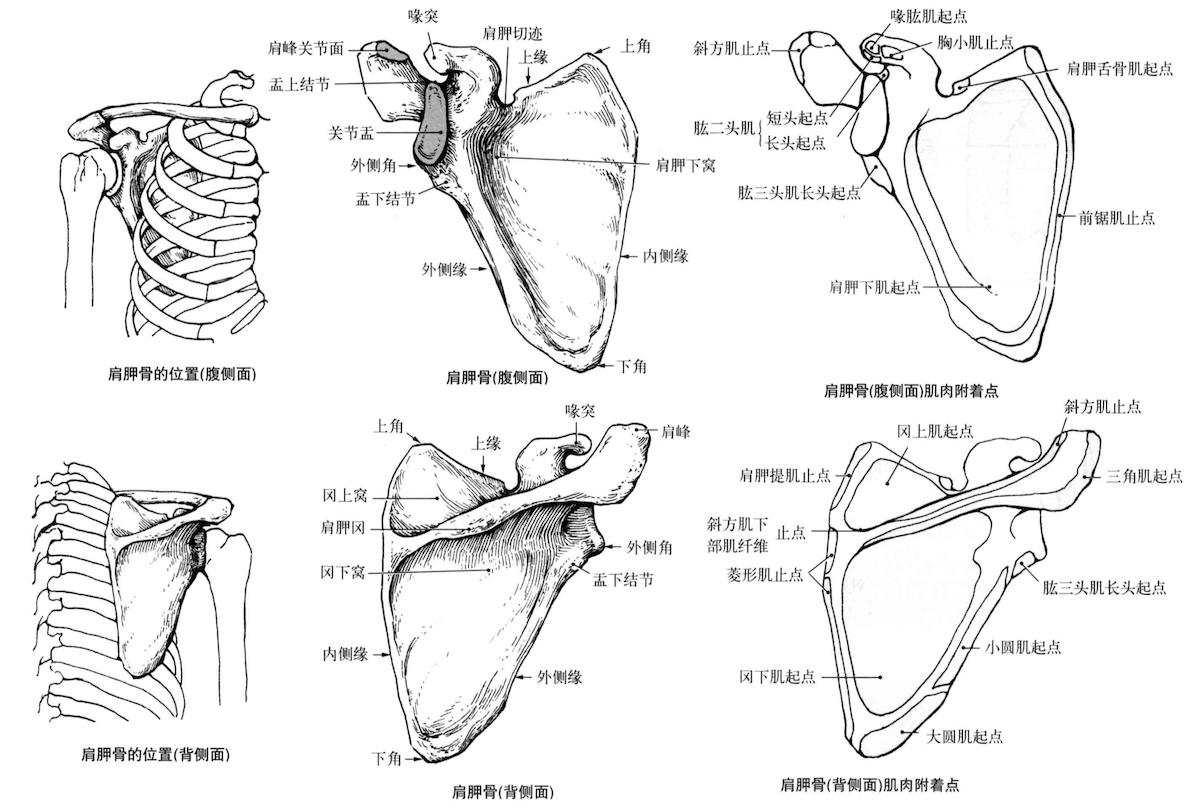 肩胛骨的位置(腹侧面)
喙突
肩胛切迹
肩峰关节面
上缘
上角
盂上结节
关节盂
外侧角
肩胛下窝
盂下结节
内侧缘
外侧缘
下角
肩胛骨(腹侧面)
喙肱肌起点
斜方肌止点
胸小肌止点
肩胛舌骨肌起点
肱二头肌{
短头起点
长头起点
肱三头肌长头起点
前锯肌止点
肩胛下肌起点
肩胛骨(腹侧面)肌肉附着点
肩胛骨的位置(背侧面)
喙突
上角
肩峰
上缘
冈上窝
肩胛冈
外侧角
冈下窝
盂下结节
内侧缘
外侧缘
下角
肩胛骨(背侧面)
斜方肌止点
冈上肌起点
肩胛提肌止点
三角肌起点
斜方肌下
部肌纤维
止点
菱形肌止点
肱三头肌长头起点
小圆肌起点
冈下肌起点
大圆肌起点
肩胛骨(背侧面)肌肉附着点